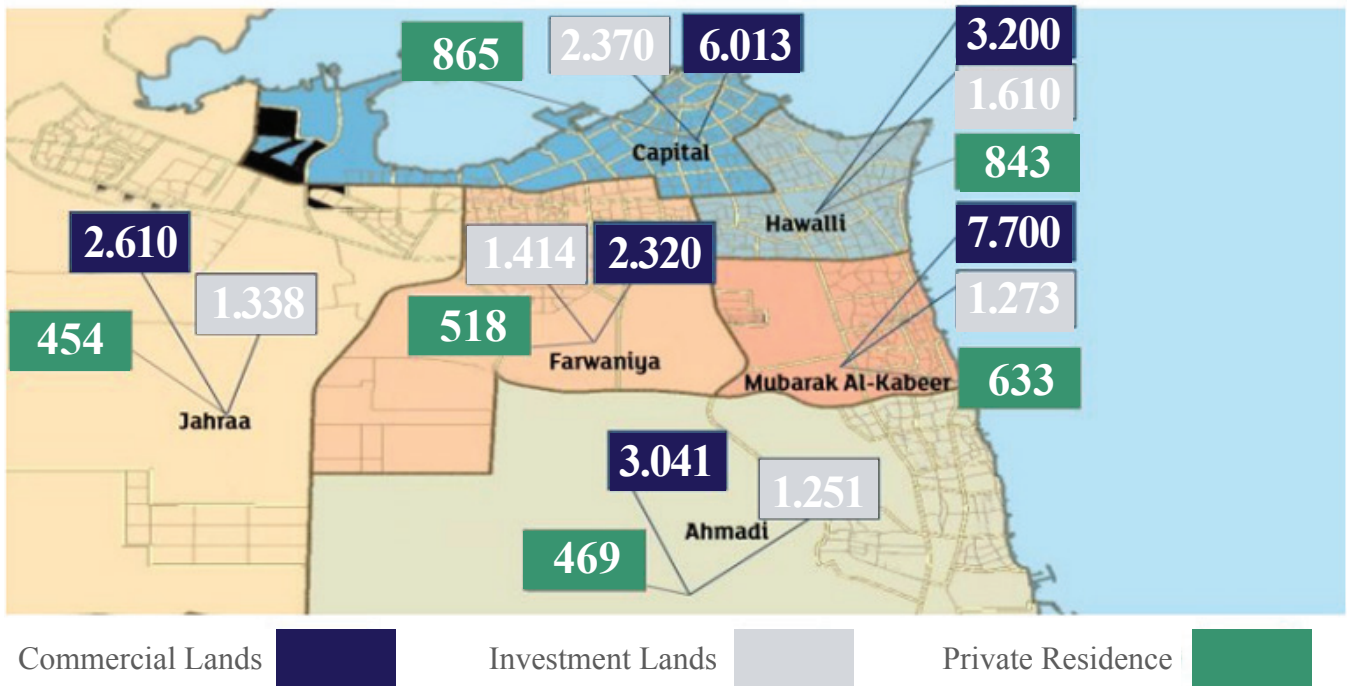 865
2.370
6.013
3.200
1.610
843
Capital
Hawalli
2.610
1.338
454
1.414
2.320
518
7.700
1.273
633
Farwaniya
Mubarak Al-Kabeer
Jahraa
3.041
1.251
469
Ahmadi
Commercial Lands
Investment Lands
Private Residence